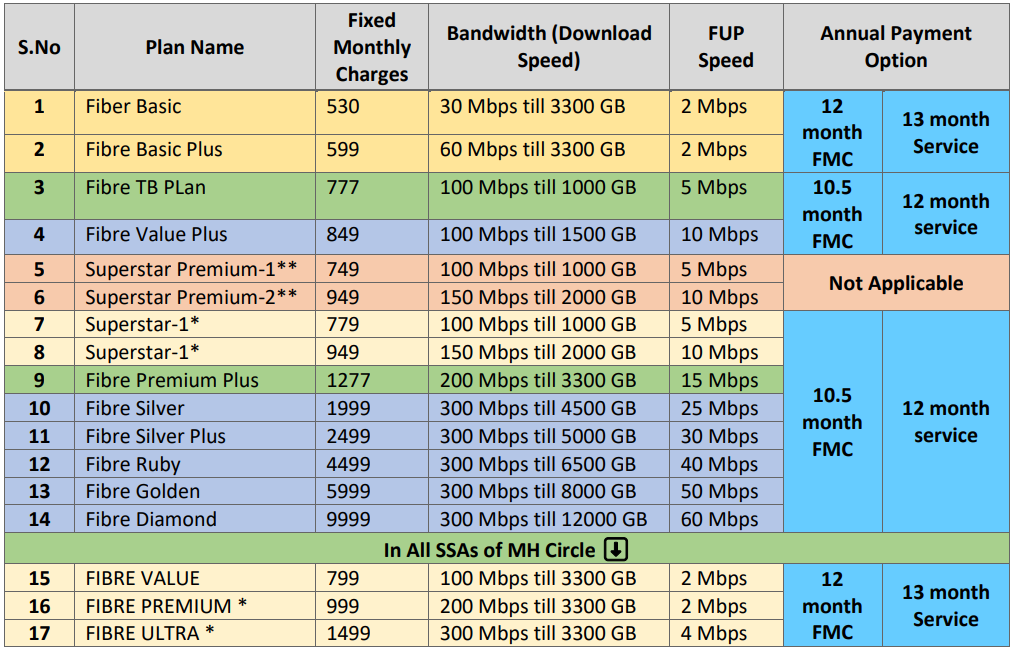 S.No Plan Name Fixed Monthly Charges Bandwidth (Download Speed) FUP Speed Annual Payment Option
1 Fiber Basic 530 30 Mbps till 3300 GB 2 Mbps 12 month FMC 13 month Service
2 Fibre Basic Plus 599 60 Mbps till 3300 GB 2 Mbps
3 Fibre TB PLan 777 100 Mbps till 1000 GB 5 Mbps 10.5 month FMC 12 month service
4 Fibre Value Plus 849 100 Mbps till 1500 GB 10 Mbps
5 Superstar Premium-1** 749 100 Mbps till 1000 GB 5 Mbps Not Applicable
6 Superstar Premium-2** 949 150 Mbps till 2000 GB 10 Mbps
7 Superstar-1* 779 100 Mbps till 1000 GB 5 Mbps 10.5 month FMC 12 month service
8 Superstar-1* 949 150 Mbps till 2000 GB 10 Mbps
9 Fibre Premium Plus 1277 200 Mbps till 3300 GB 15 Mbps
10 Fibre Silver 1999 300 Mbps till 4500 GB 25 Mbps
11 Fibre Silver Plus 2499 300 Mbps till 5000 GB 30 Mbps
12 Fibre Ruby 4499 300 Mbps till 6500 GB 40 Mbps
13 Fibre Golden 5999 300 Mbps till 8000 GB 50 Mbps
14 Fibre Diamond 9999 300 Mbps till 12000 GB 60 Mbps
In All SSAs of MH Circle
15 FIBRE VALUE 799 100 Mbps till 3300 GB 2 Mbps 12 month FMC 13 month Service
16 FIBRE PREMIUM * 999 200 Mbps till 3300 GB 2 Mbps
17 FIBRE ULTRA * 1499 300 Mbps till 3300 GB 4 Mbps